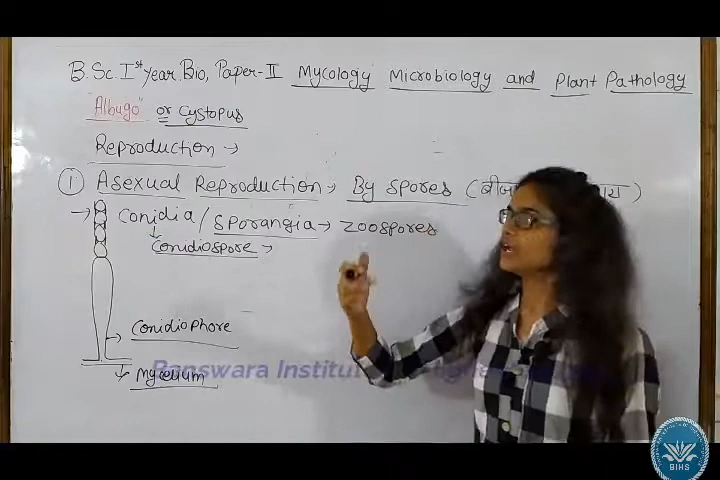 B.Sc. Ist year Bio, Paper-II Mycology Microbiology and Plant Pathology
"Albugo" or Cystopus
Reproduction →
① Asexual Reproduction → By spores (
→ Conidia / Sporangia → Zoospores
↓
Conidiospore →
→ Conidiophore
↓ Mycelium
Banswara Institute
BIHS